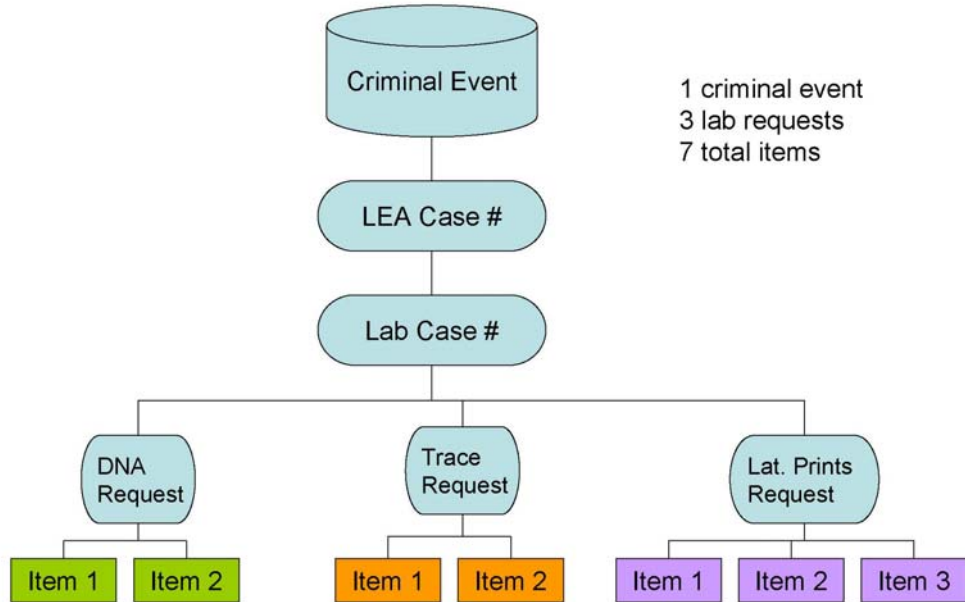 Criminal Event
1 criminal event
3 lab requests
7 total items
LEA Case #
Lab Case #
DNA
Request
Trace
Request
Lat. Prints
Request
Item 1
Item 2
Item 1
Item 2
Item 1
Item 2
Item 3